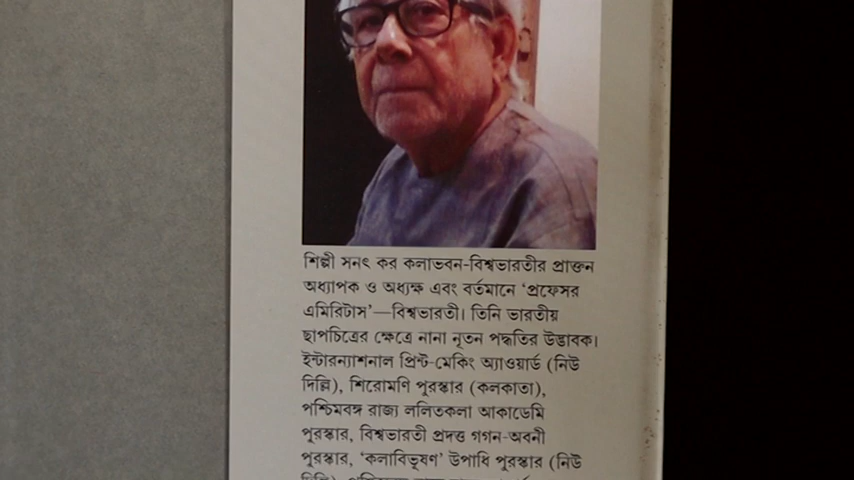 শিল্পী সনৎ কর কলাভবন-বিশ্বভারতীর প্রাক্তন
অধ্যাপক ও অধ্যক্ষ এবং বর্তমানে ‘প্রফেসর
এমিরিটাস’—বিশ্বভারতী। তিনি ভারতীয়
ছাপচিত্রের ক্ষেত্রে নানা নূতন পদ্ধতির উদ্ভাবক।
ইন্টারন্যাশনাল প্রিন্ট-মেকিং অ্যাওয়ার্ড (নিউ
দিল্লি), শিরোমণি পুরস্কার (কলকাতা),
পশ্চিমবঙ্গ রাজ্য ললিতকলা আকাডেমি
পুরস্কার, বিশ্বভারতী প্রদত্ত গগন-অবনী
পুরস্কার, ‘কলাবিভূষণ’ উপাধি পুরস্কার (নিউ